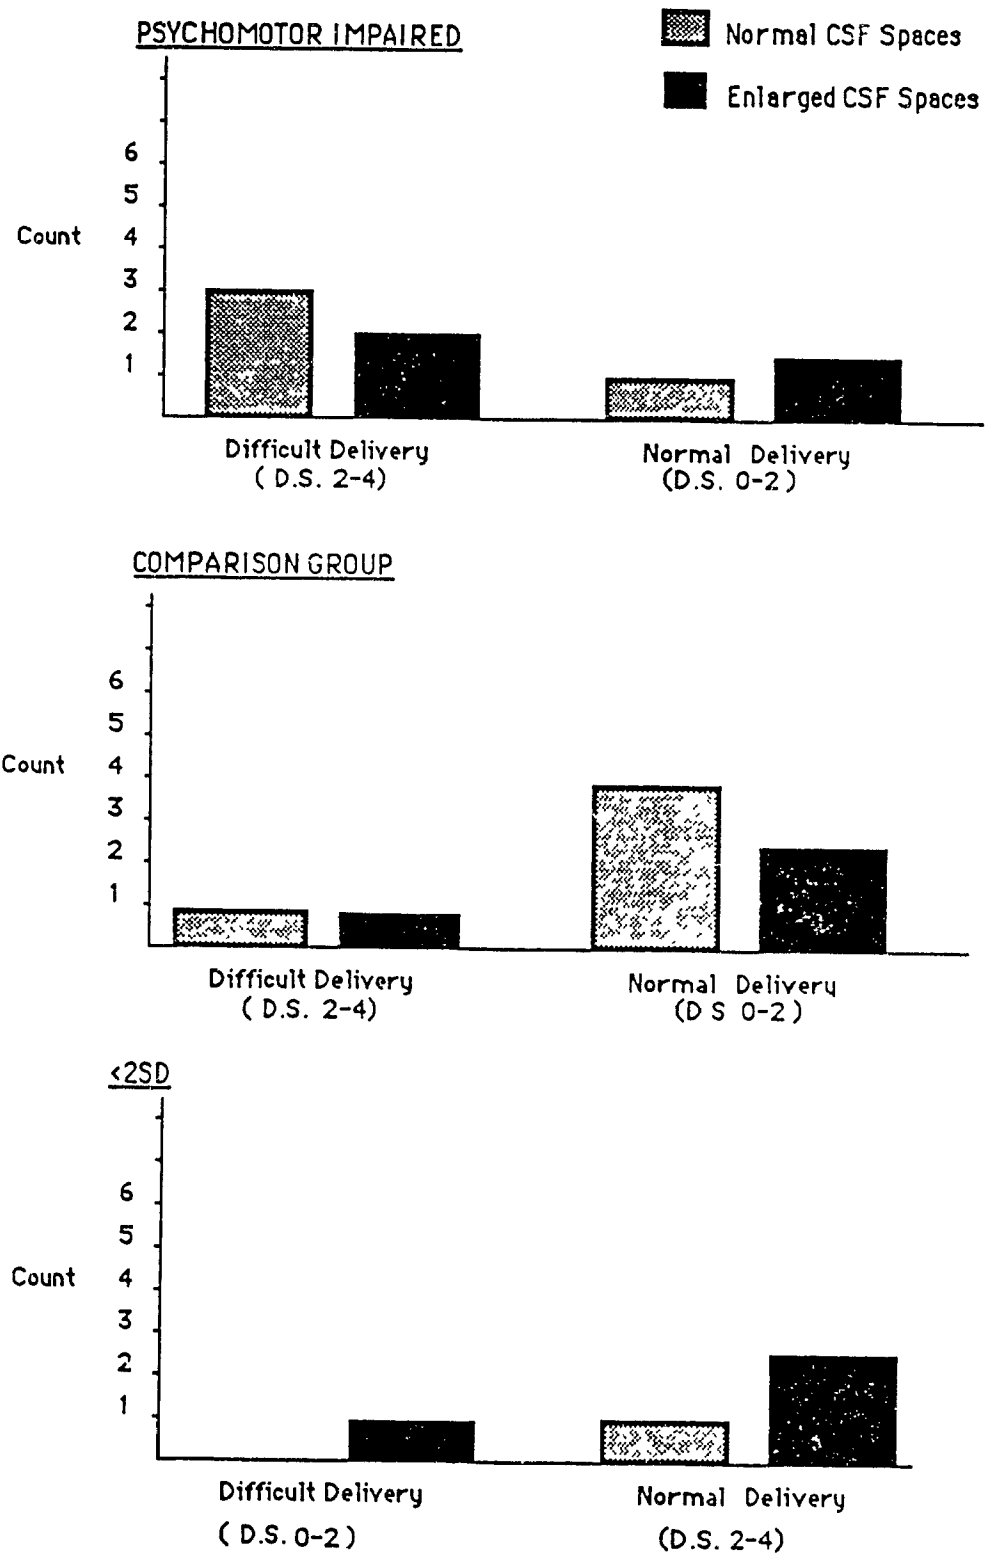 PSYCHOMOTOR IMPAIRED
Normal CSF Spaces
Enlarged CSF Spaces
6
5
Count 4
3
2
1
Difficult Delivery
( D.S. 2-4)
Normal Delivery
(D.S. 0-2 )
COMPARISON GROUP
6
5
Count 4
3
2
1
Difficult Delivery
( D.S. 2-4)
Normal Delivery
(D S 0-2 )
<2SD
6
5
Count 4
3
2
1
Difficult Delivery
( D.S. 0-2 )
Normal Delivery
(D.S. 2-4)